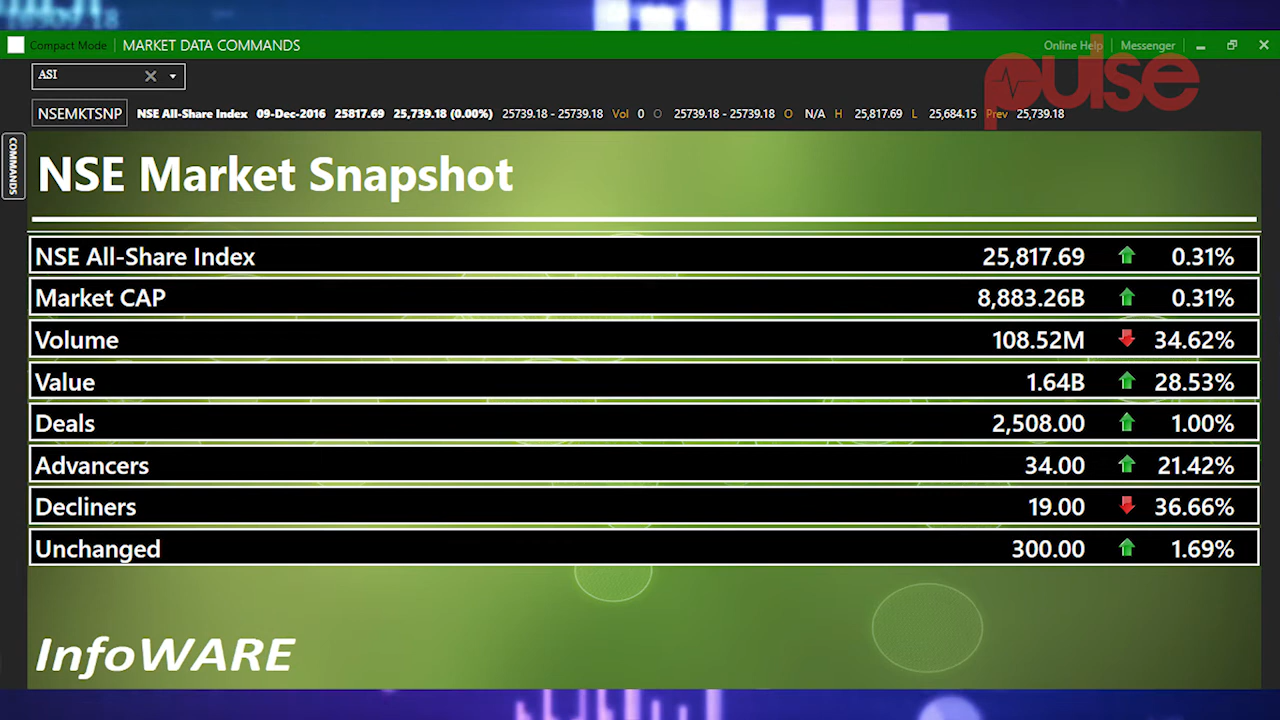 10909.18
Compact Mode MARKET DATA COMMANDS Online Help Messenger
pulse
ASI
NSEMKTSNP NSE All-Share Index 09-Dec-2016 25817.69 25,739.18 (0.00%) 25739.18 - 25739.18 Vol 0 O 25739.18 - 25739.18 O N/A H 25,817.69 L 25,684.15 Prev 25,739.18
COMMANDS
NSE Market Snapshot
NSE All-Share Index 25,817.69 0.31%
Market CAP 8,883.26B 0.31%
Volume 108.52M 34.62%
Value 1.64B 28.53%
Deals 2,508.00 1.00%
Advancers 34.00 21.42%
Decliners 19.00 36.66%
Unchanged 300.00 1.69%
InfoWARE